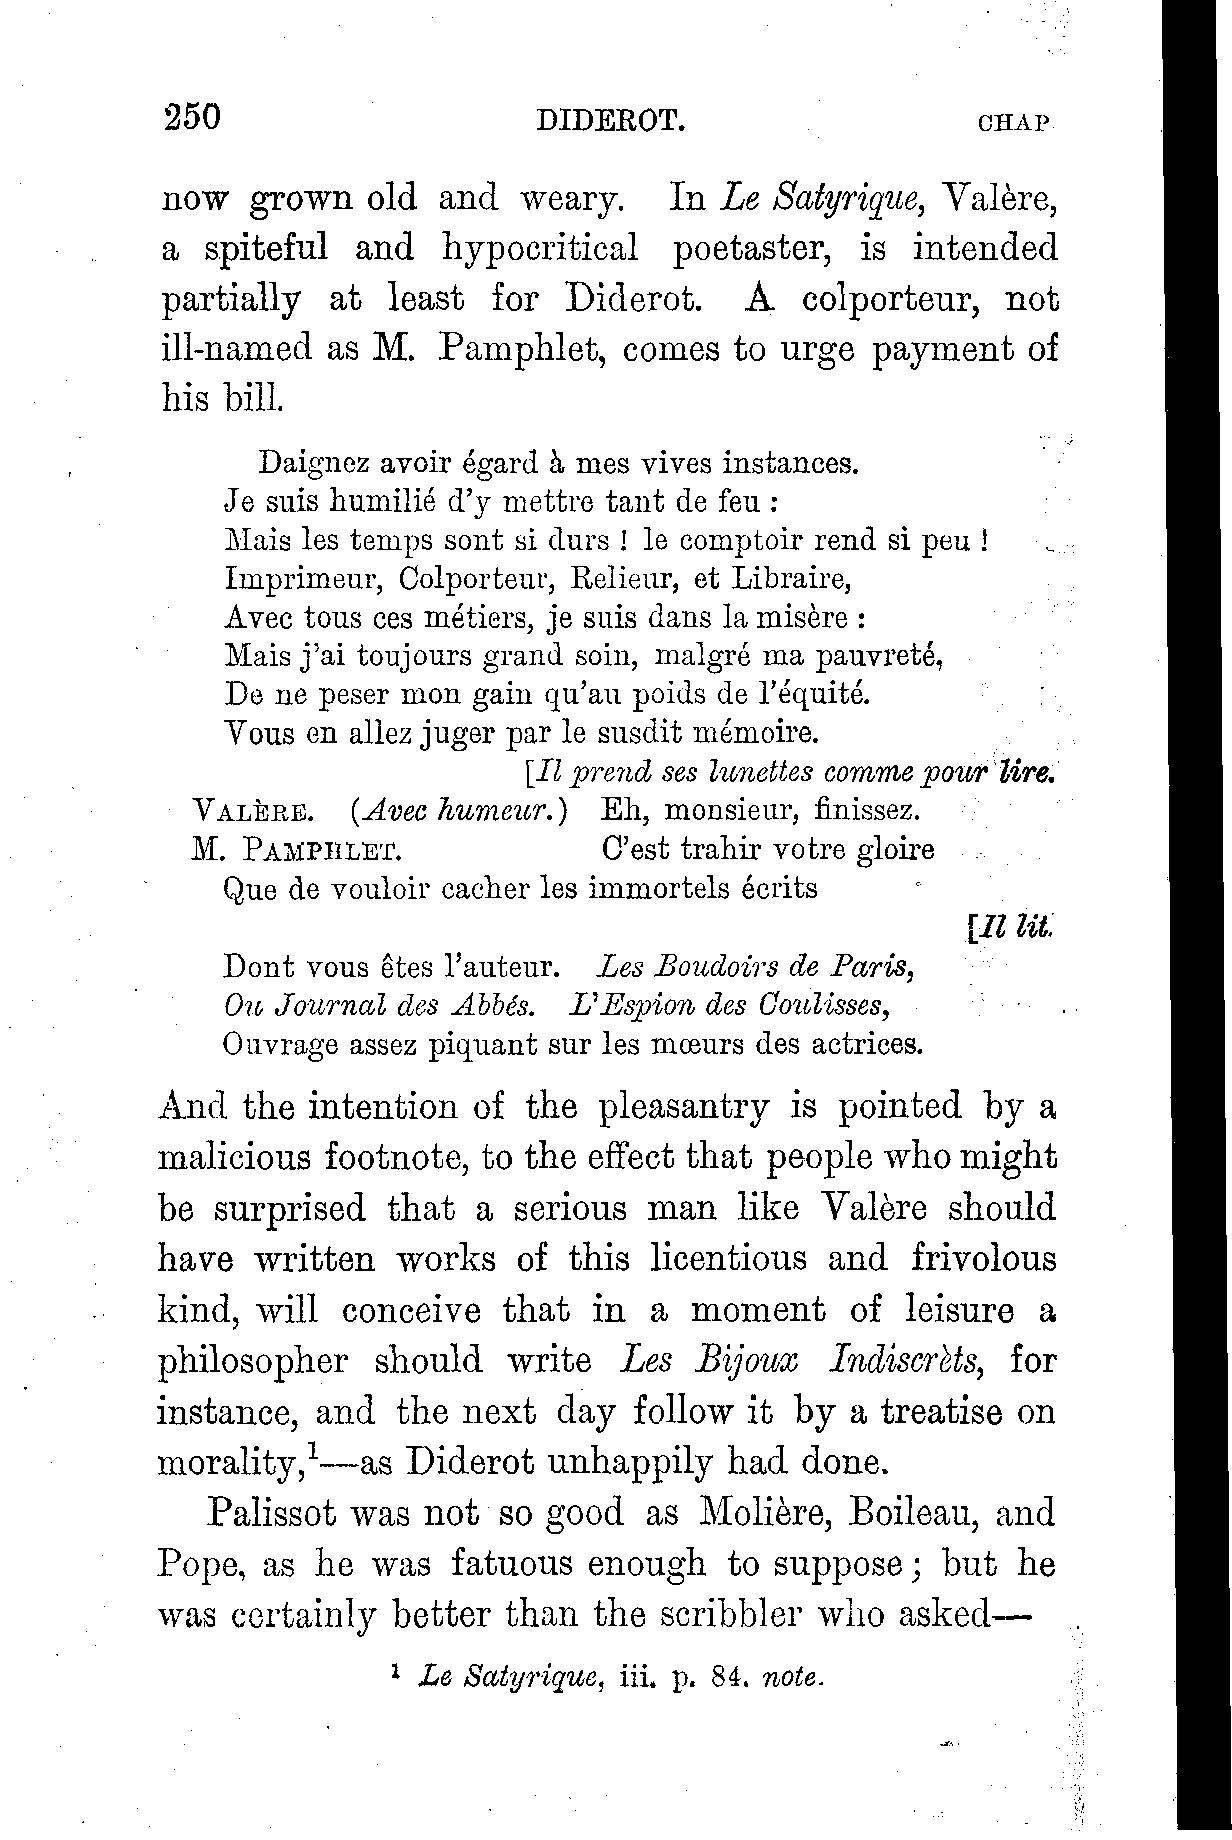 250 DIDEROT. CHAP
now grown old and weary. In Le Satyrique, Valère,
a spiteful and hypocritical poetaster, is intended
partially at least for Diderot. A colporteur, not
ill-named as M. Pamphlet, comes to urge payment of
his bill.
Daignez avoir égard à mes vives instances.
Je suis humilié d'y mettre tant de feu :
Mais les temps sont si durs ! le comptoir rend si peu !
Imprimeur, Colporteur, Relieur, et Libraire,
Avec tous ces métiers, je suis dans la misère :
Mais j'ai toujours grand soin, malgré ma pauvreté,
De ne peser mon gain qu'au poids de l'équité.
Vous en allez juger par le susdit mémoire.
[Il prend ses lunettes comme pour lire.
VALÈRE. (Avec humeur.) Eh, monsieur, finissez.
M. PAMPHLET. C'est trahir votre gloire
Que de vouloir cacher les immortels écrits
[Il lit.
Dont vous êtes l'auteur. Les Boudoirs de Paris,
Ou Journal des Abbés. L'Espion des Coulisses,
Ouvrage assez piquant sur les mœurs des actrices.
And the intention of the pleasantry is pointed by a
malicious footnote, to the effect that people who might
be surprised that a serious man like Valère should
have written works of this licentious and frivolous
kind, will conceive that in a moment of leisure a
philosopher should write Les Bijoux Indiscrèts, for
instance, and the next day follow it by a treatise on
morality,¹—as Diderot unhappily had done.
Palissot was not so good as Molière, Boileau, and
Pope, as he was fatuous enough to suppose; but he
was certainly better than the scribbler who asked—
¹ Le Satyrique, iii. p. 84. note.